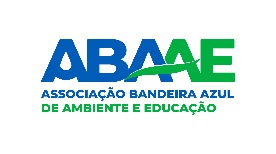 ABAAE
ASSOCIAÇÃO BANDEIRA AZUL
DE AMBIENTE E EDUCAÇÃO